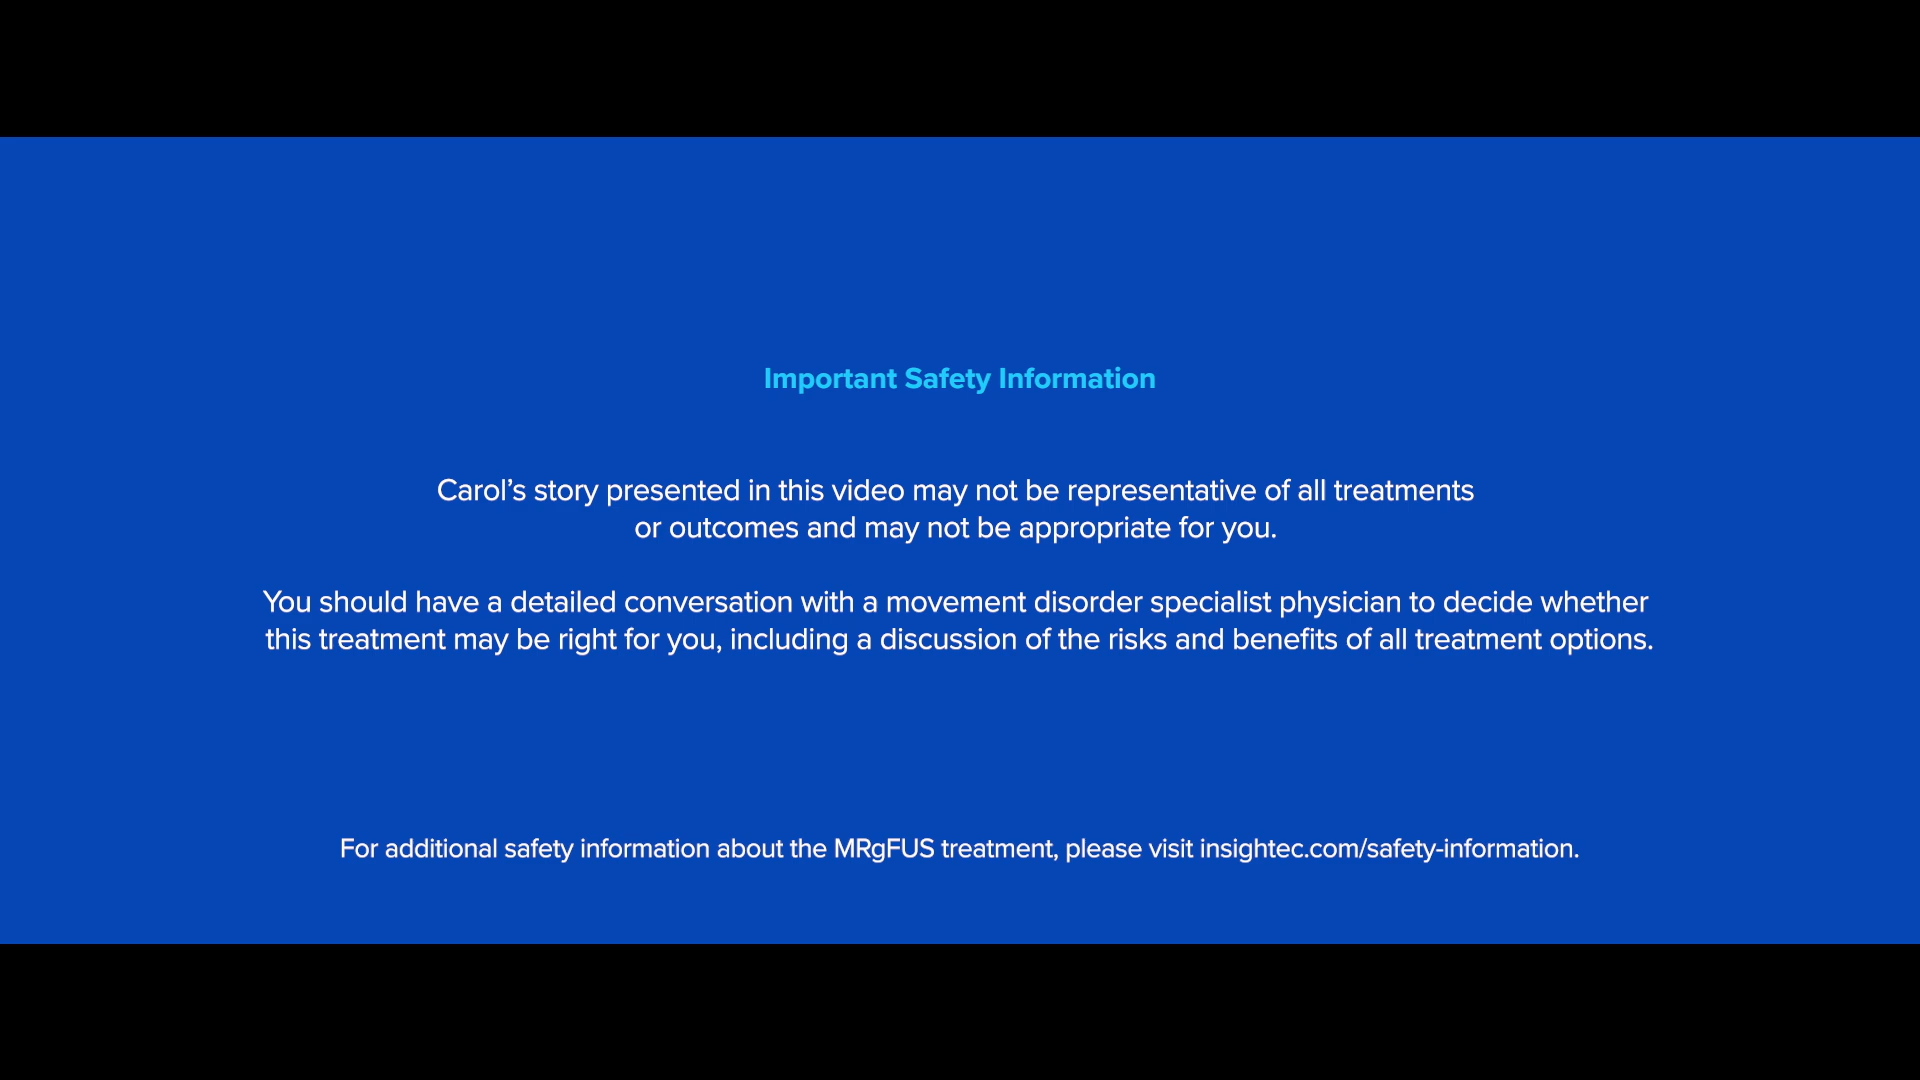 Important Safety Information
Carol’s story presented in this video may not be representative of all treatments
or outcomes and may not be appropriate for you.
You should have a detailed conversation with a movement disorder specialist physician to decide whether
this treatment may be right for you, including a discussion of the risks and benefits of all treatment options.
For additional safety information about the MRgFUS treatment, please visit insightec.com/safety-information.